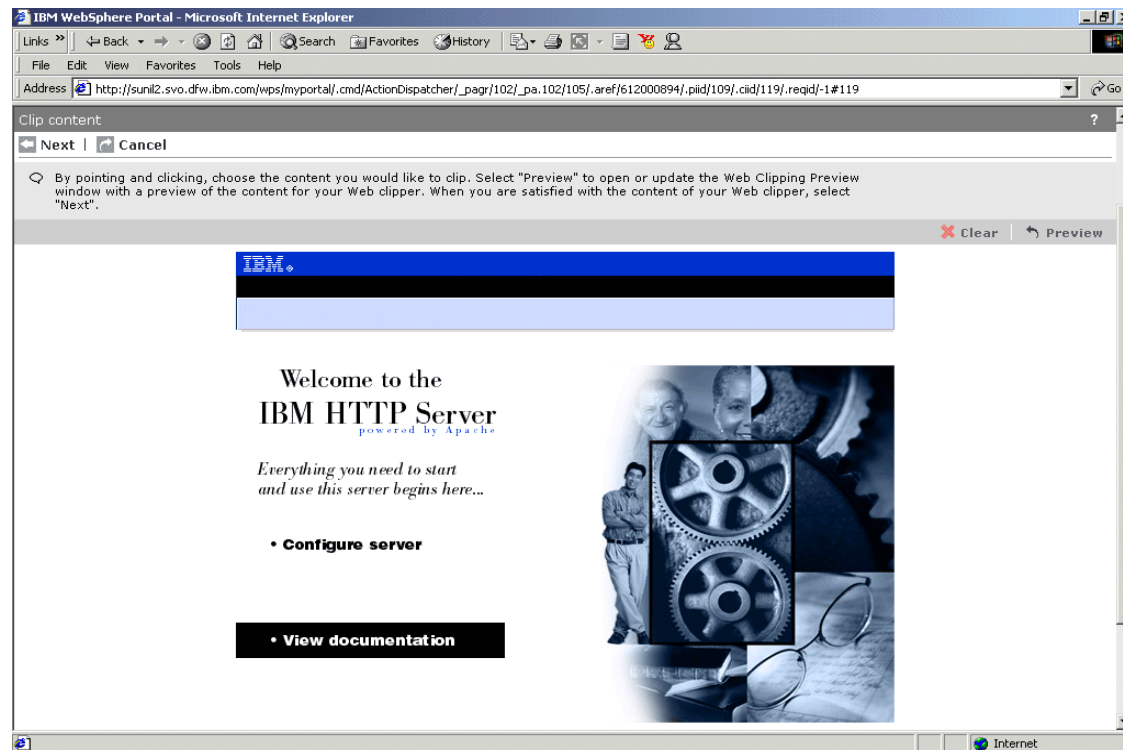 IBM WebSphere Portal - Microsoft Internet Explorer
Links » Back Search Favorites History
File Edit View Favorites Tools Help
Address http://sunil2.svo.dfw.ibm.com/wps/myportal/.cmd/ActionDispatcher/_pagr/102/_pa.102/105/.aref/612000894/.piid/109/.ciid/119/.reqid/-1#119 Go
Clip content ?
Next | Cancel
By pointing and clicking, choose the content you would like to clip. Select "Preview" to open or update the Web Clipping Preview
window with a preview of the content for your Web clipper. When you are satisfied with the content of your Web clipper, select
"Next".
Clear | Preview
IBM®
Welcome to the
IBM HTTP Server
powered by Apache
Everything you need to start
and use this server begins here...
• Configure server
• View documentation
Internet